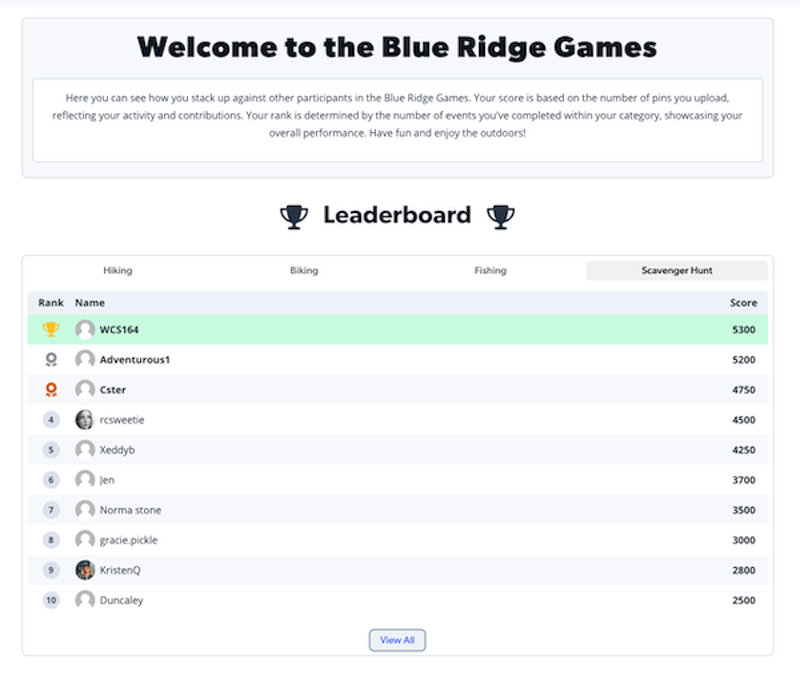 Welcome to the Blue Ridge Games
Here you can see how you stack up against other participants in the Blue Ridge Games. Your score is based on the number of pins you upload,
reflecting your activity and contributions. Your rank is determined by the number of events you've completed within your category, showcasing your
overall performance. Have fun and enjoy the outdoors!
Leaderboard
Hiking Biking Fishing Scavenger Hunt
Rank Name Score
WCS164 5300
Adventurous1 5200
Cster 4750
4 rcsweetie 4500
5 Xeddyb 4250
6 Jen 3700
7 Norma stone 3500
8 gracie.pickle 3000
9 KristenQ 2800
10 Duncaley 2500
View All